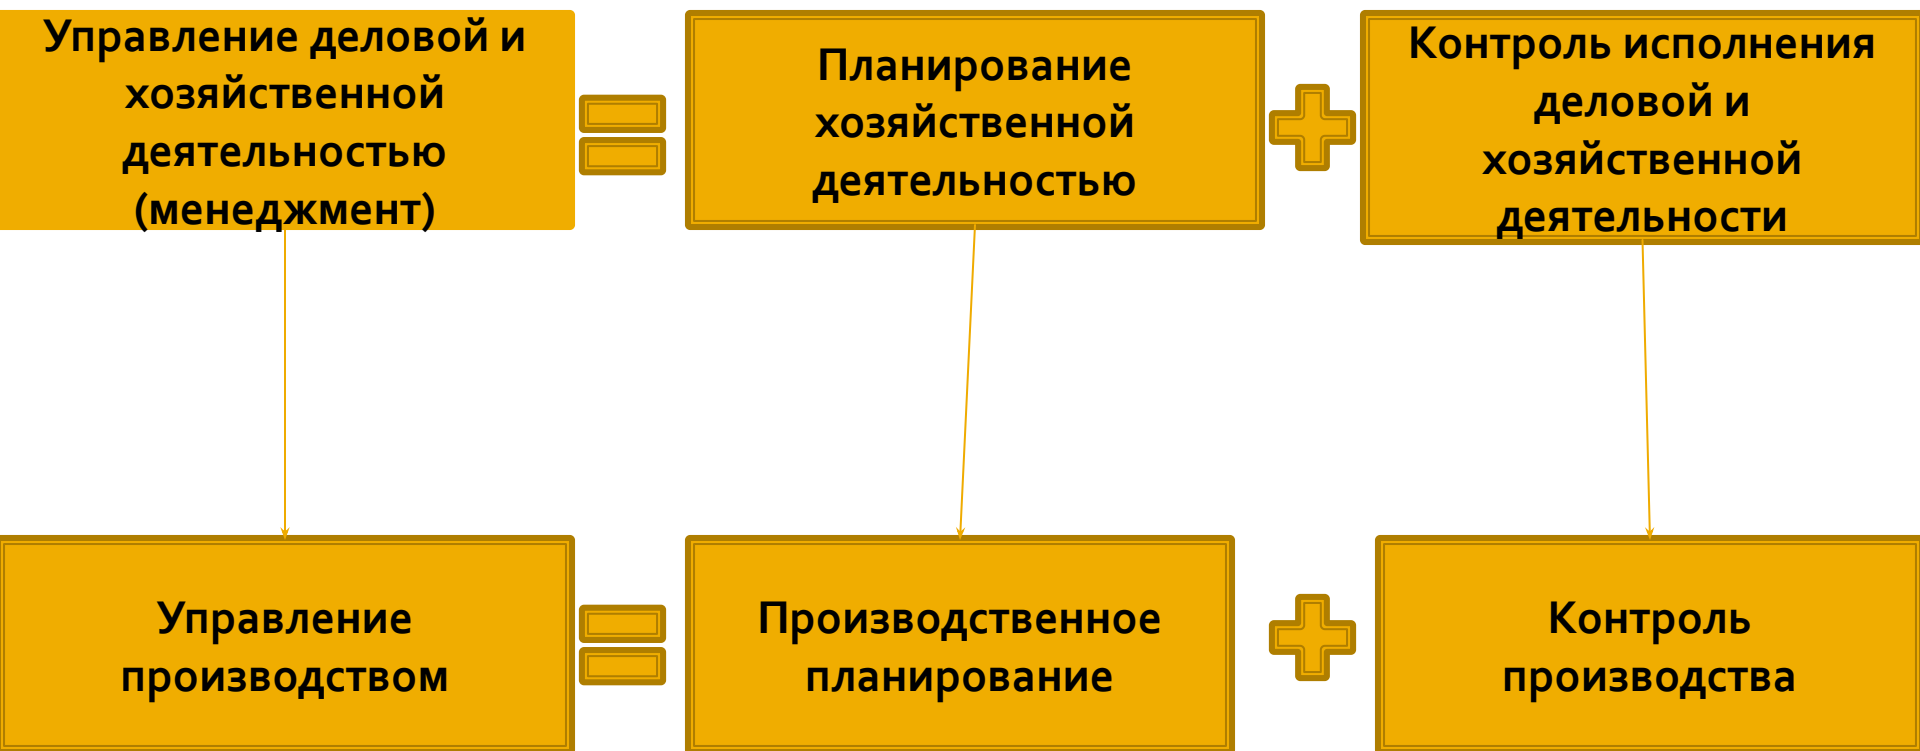 Управление деловой и
хозяйственной
деятельностью
(менеджмент)
Планирование
хозяйственной
деятельностью
Контроль исполнения
деловой и
хозяйственной
деятельности
Управление
производством
Производственное
планирование
Контроль
производства